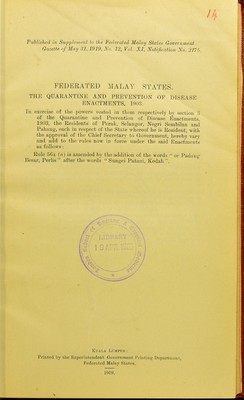 14
Published in Supplement to the Federated Malay States Government
Gazette of May 31, 1919, No. 12, Vol. XI, Notification No. 1475.
FEDERATED MALAY STATES.
THE QUARANTINE AND PREVENTION OF DISEASE
ENACTMENTS, 1903.
In exercise of the powers vested in them respectively by section 2
of the Quarantine and Prevention of Disease Enactments,
1903, the Residents of Perak, Selangor, Negri Sembilan and
Pahang, each in respect of the State whereof he is Resident, with
the approval of the Chief Secretary to Government, hereby vary
and add to the rules now in force under the said Enactments
as follows:
Rule 56A (a) is amended by the addition of the words " or Padang
Besar, Perlis " after the words " Sungei Patani, Kedah ".
LIBRARY
KUALA LUMPUR:
Printed by the Superintendent Government Printing Department,
Federated Malay States.
1919.